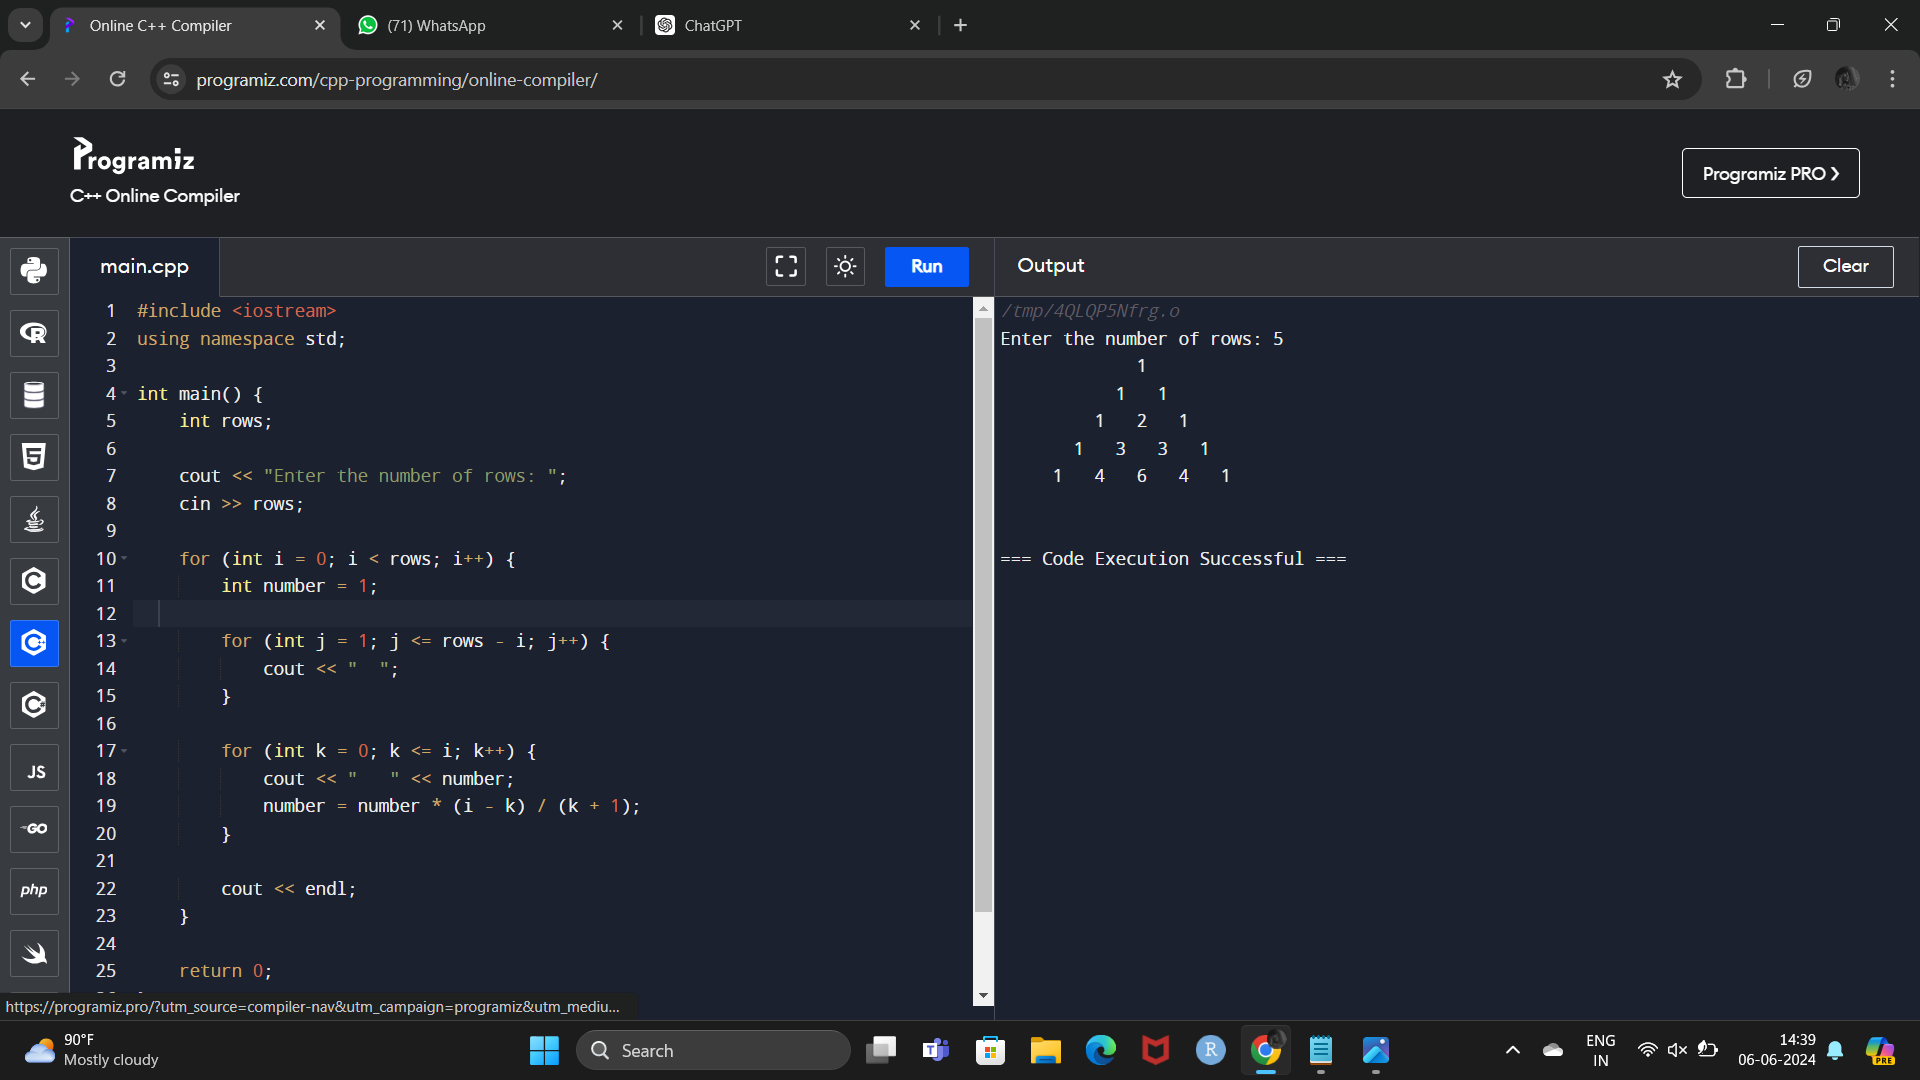 Online C++ Compiler
(71) WhatsApp
ChatGPT
programiz.com/cpp-programming/online-compiler/
Programiz
C++ Online Compiler
Programiz PRO ❯
main.cpp
Run
Output
Clear
1 #include <iostream>
2 using namespace std;
3
4 int main() {
5     int rows;
6
7     cout << "Enter the number of rows: ";
8     cin >> rows;
9
10     for (int i = 0; i < rows; i++) {
11         int number = 1;
12
13         for (int j = 1; j <= rows - i; j++) {
14             cout << "  ";
15         }
16
17         for (int k = 0; k <= i; k++) {
18             cout << "   " << number;
19             number = number * (i - k) / (k + 1);
20         }
21
22         cout << endl;
23     }
24
25     return 0;
/tmp/4QLQP5Nfrg.o
Enter the number of rows: 5
             1
           1   1
         1   2   1
       1   3   3   1
     1   4   6   4   1
=== Code Execution Successful ===
JS
GO
php
https://programiz.pro/?utm_source=compiler-nav&utm_campaign=programiz&utm_mediu...
90°F
Mostly cloudy
Search
ENG
IN
14:39
06-06-2024
PRE